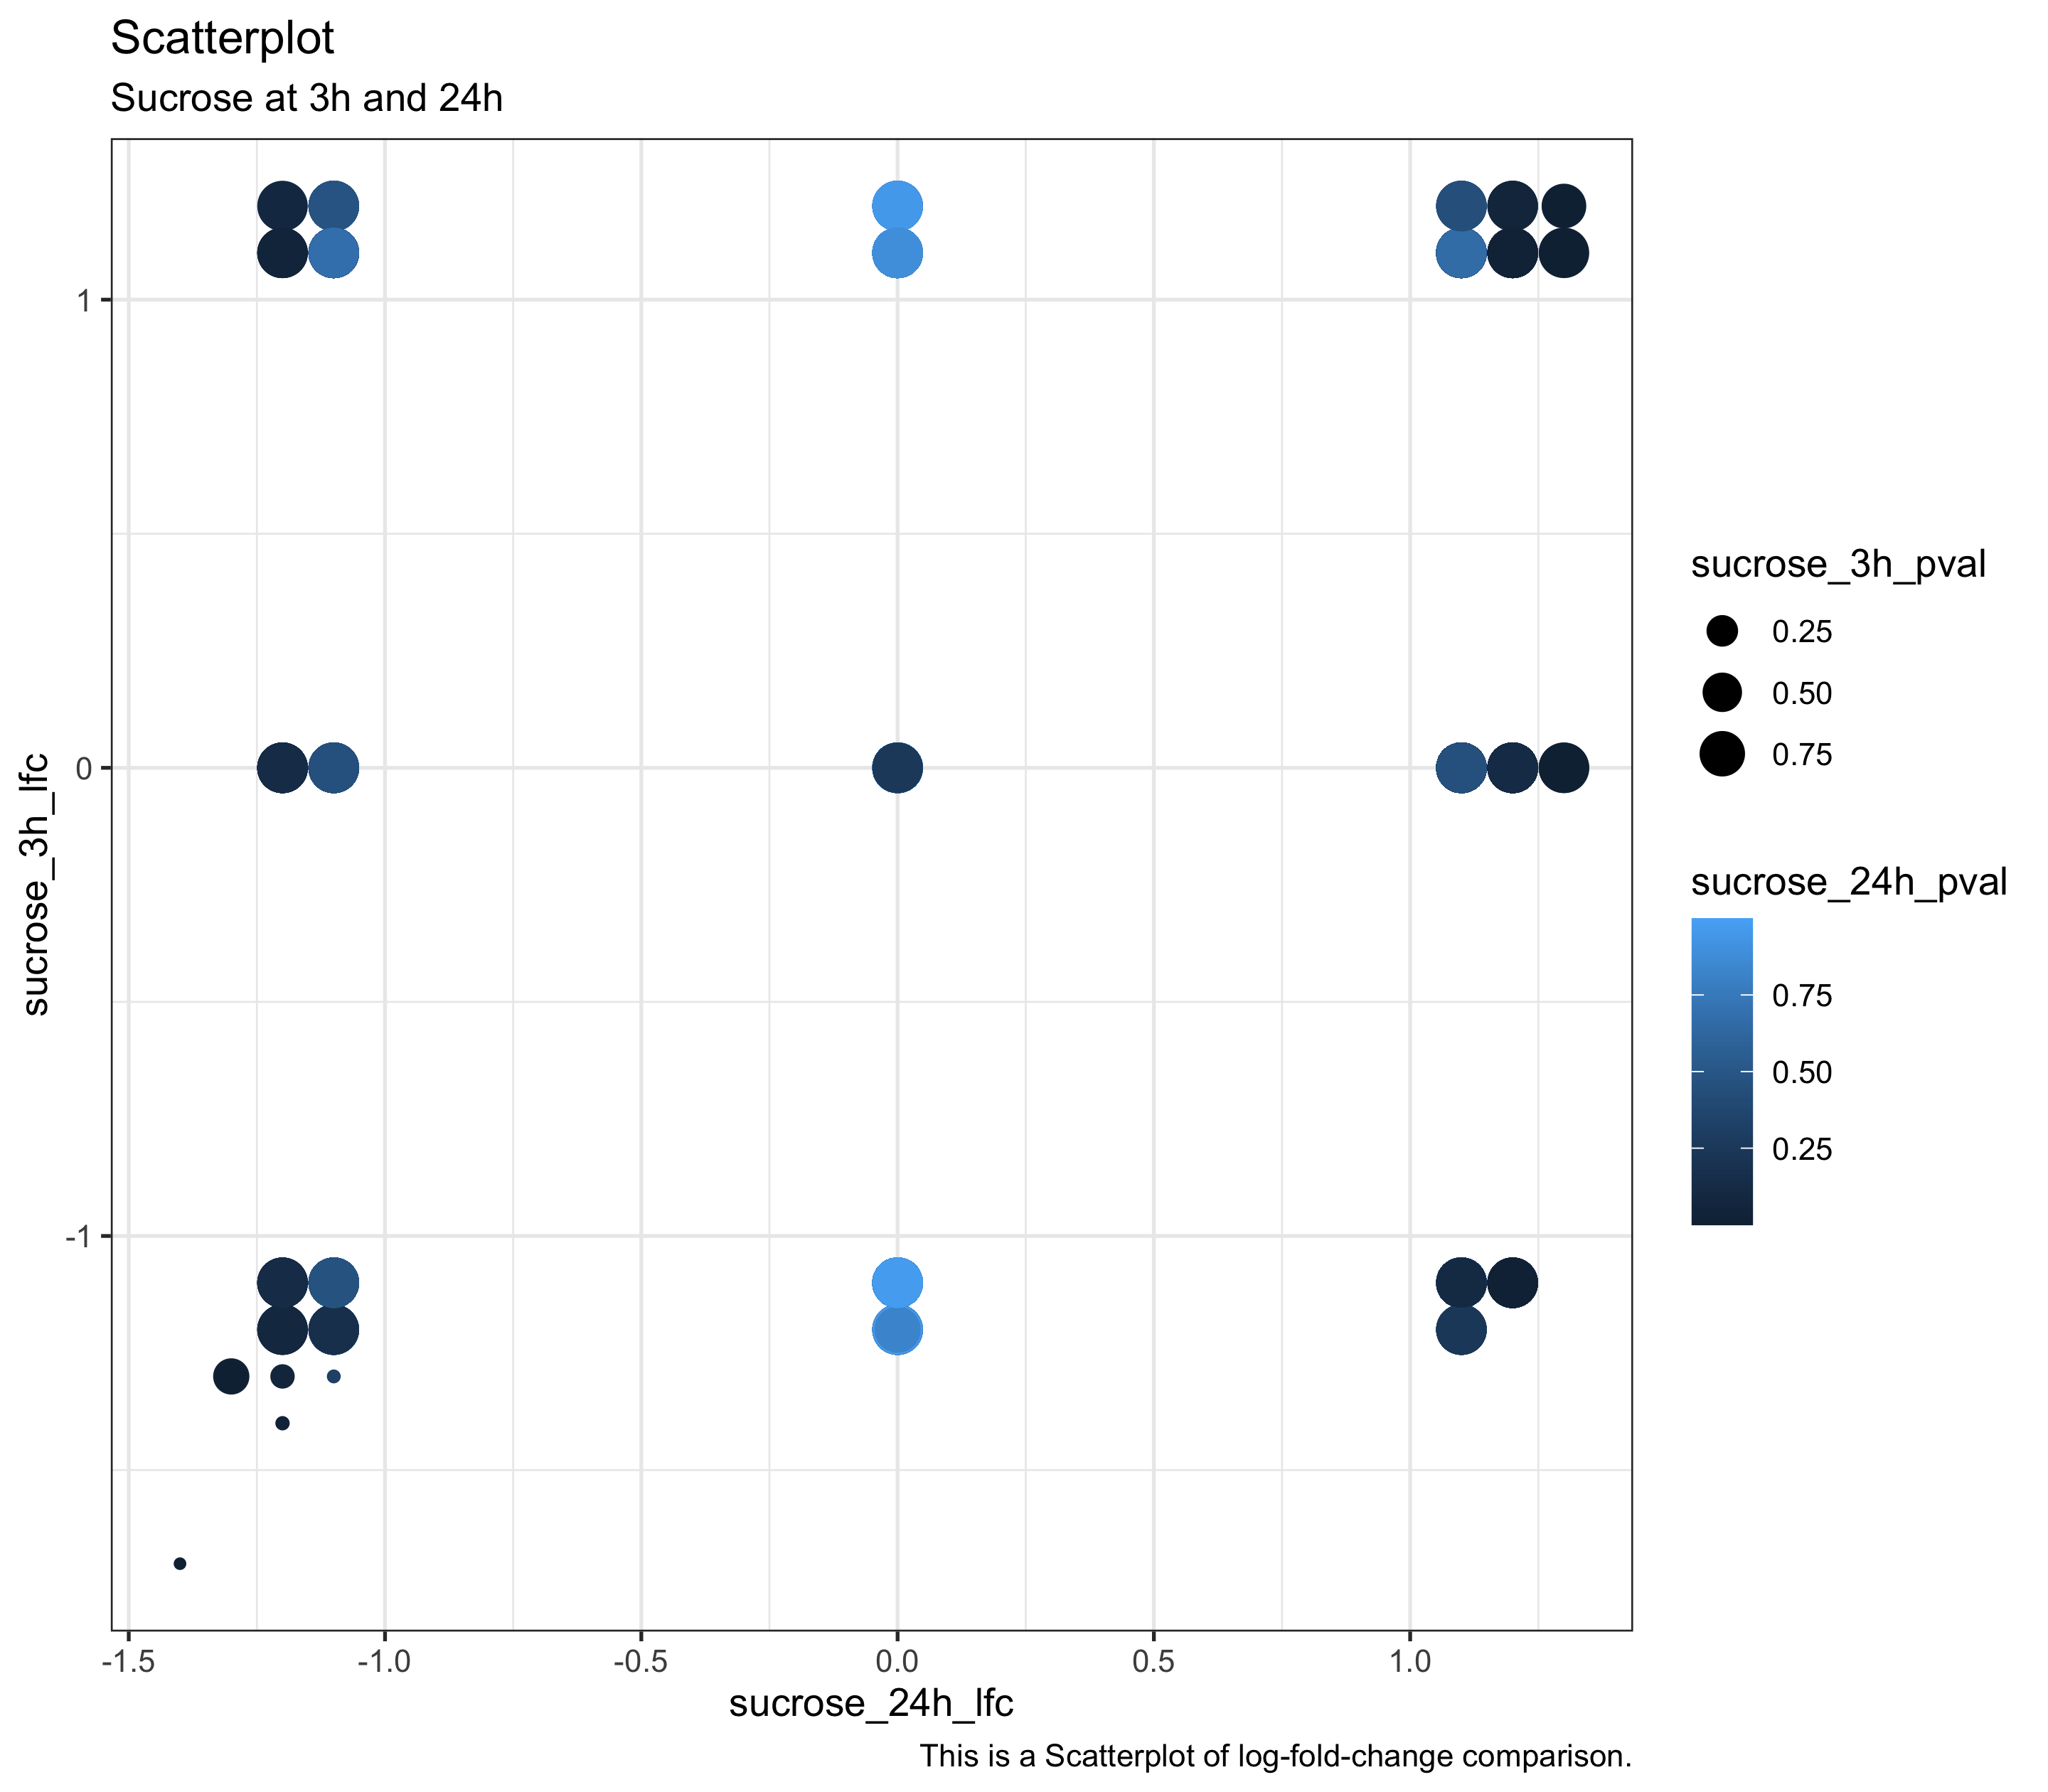 Scatterplot
Sucrose at 3h and 24h
sucrose_3h_lfc
1
0
-1
-1.5
-1.0
-0.5
0.0
0.5
1.0
sucrose_24h_lfc
This is a Scatterplot of log-fold-change comparison.
sucrose_3h_pval
0.25
0.50
0.75
sucrose_24h_pval
0.75
0.50
0.25